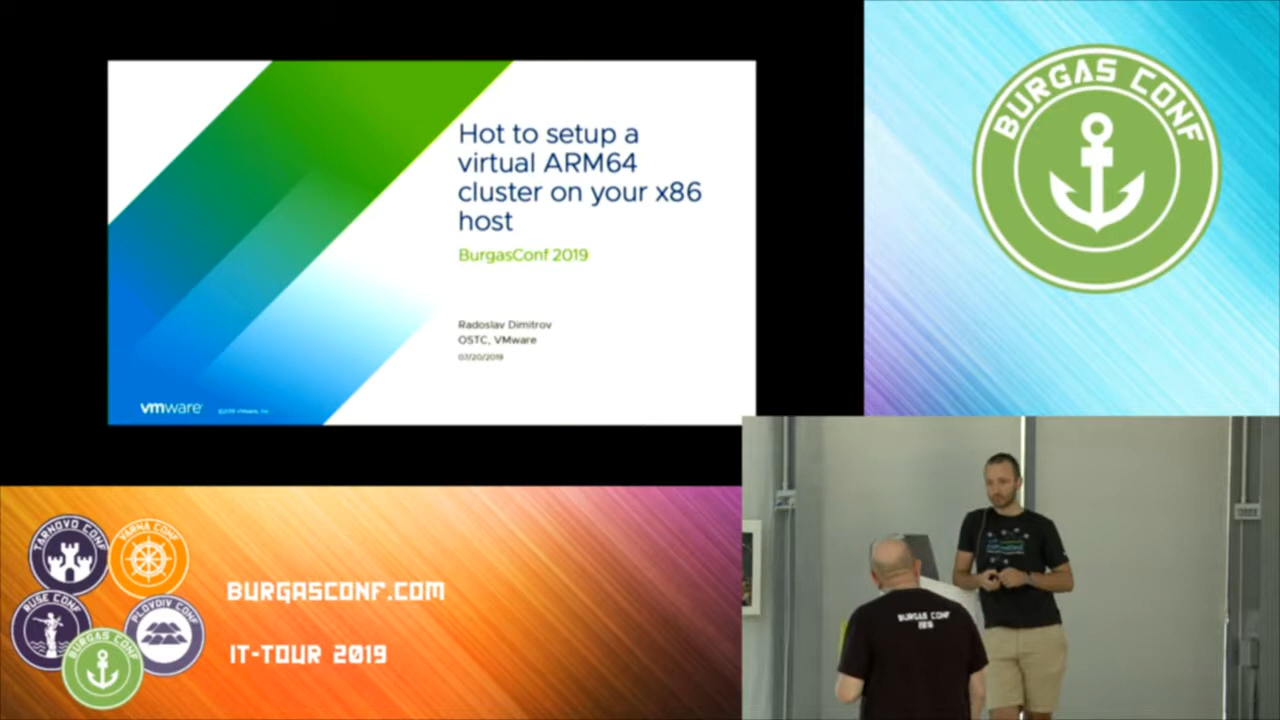 Hot to setup a
virtual ARM64
cluster on your x86
host
BurgasConf 2019
Radoslav Dimitrov
OSTC, VMware
07/20/2019
vmware
BURGAS CONF
TARNOVO CONF
VARNA CONF
RUSE CONF
PLOVDIV CONF
BURGAS CONF
BURGASCONF.COM
IT-TOUR 2019
BURGAS CONF
2019